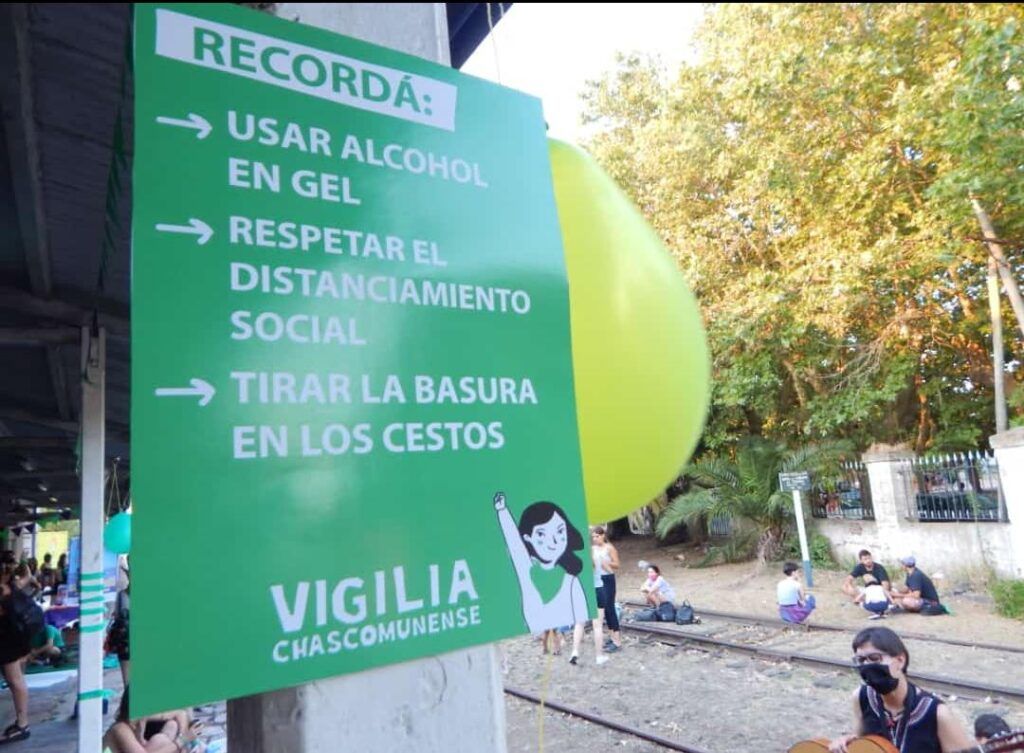 RECORDÁ:
→ USAR ALCOHOL
EN GEL
→ RESPETAR EL
DISTANCIAMIENTO
SOCIAL
→ TIRAR LA BASURA
EN LOS CESTOS
VIGILIA
CHASCOMUNENSE